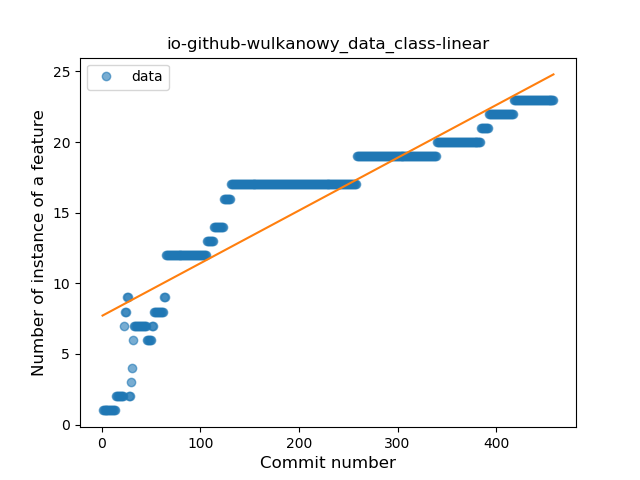 io-github-wulkanowy_data_class-linear
data
Number of instance of a feature
25
20
15
10
5
0
0 100 200 300 400
Commit number